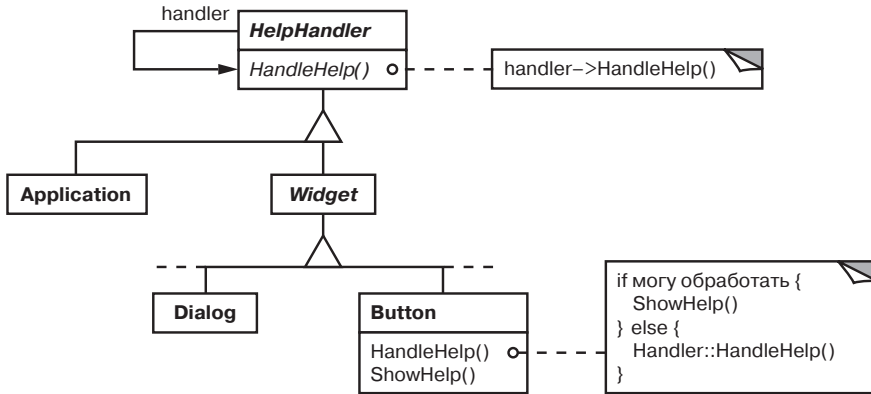 handler
HelpHandler
HandleHelp()
handler–>HandleHelp()
Application
Widget
Dialog
Button
HandleHelp()
ShowHelp()
if могу обработать {
ShowHelp()
} else {
Handler::HandleHelp()
}